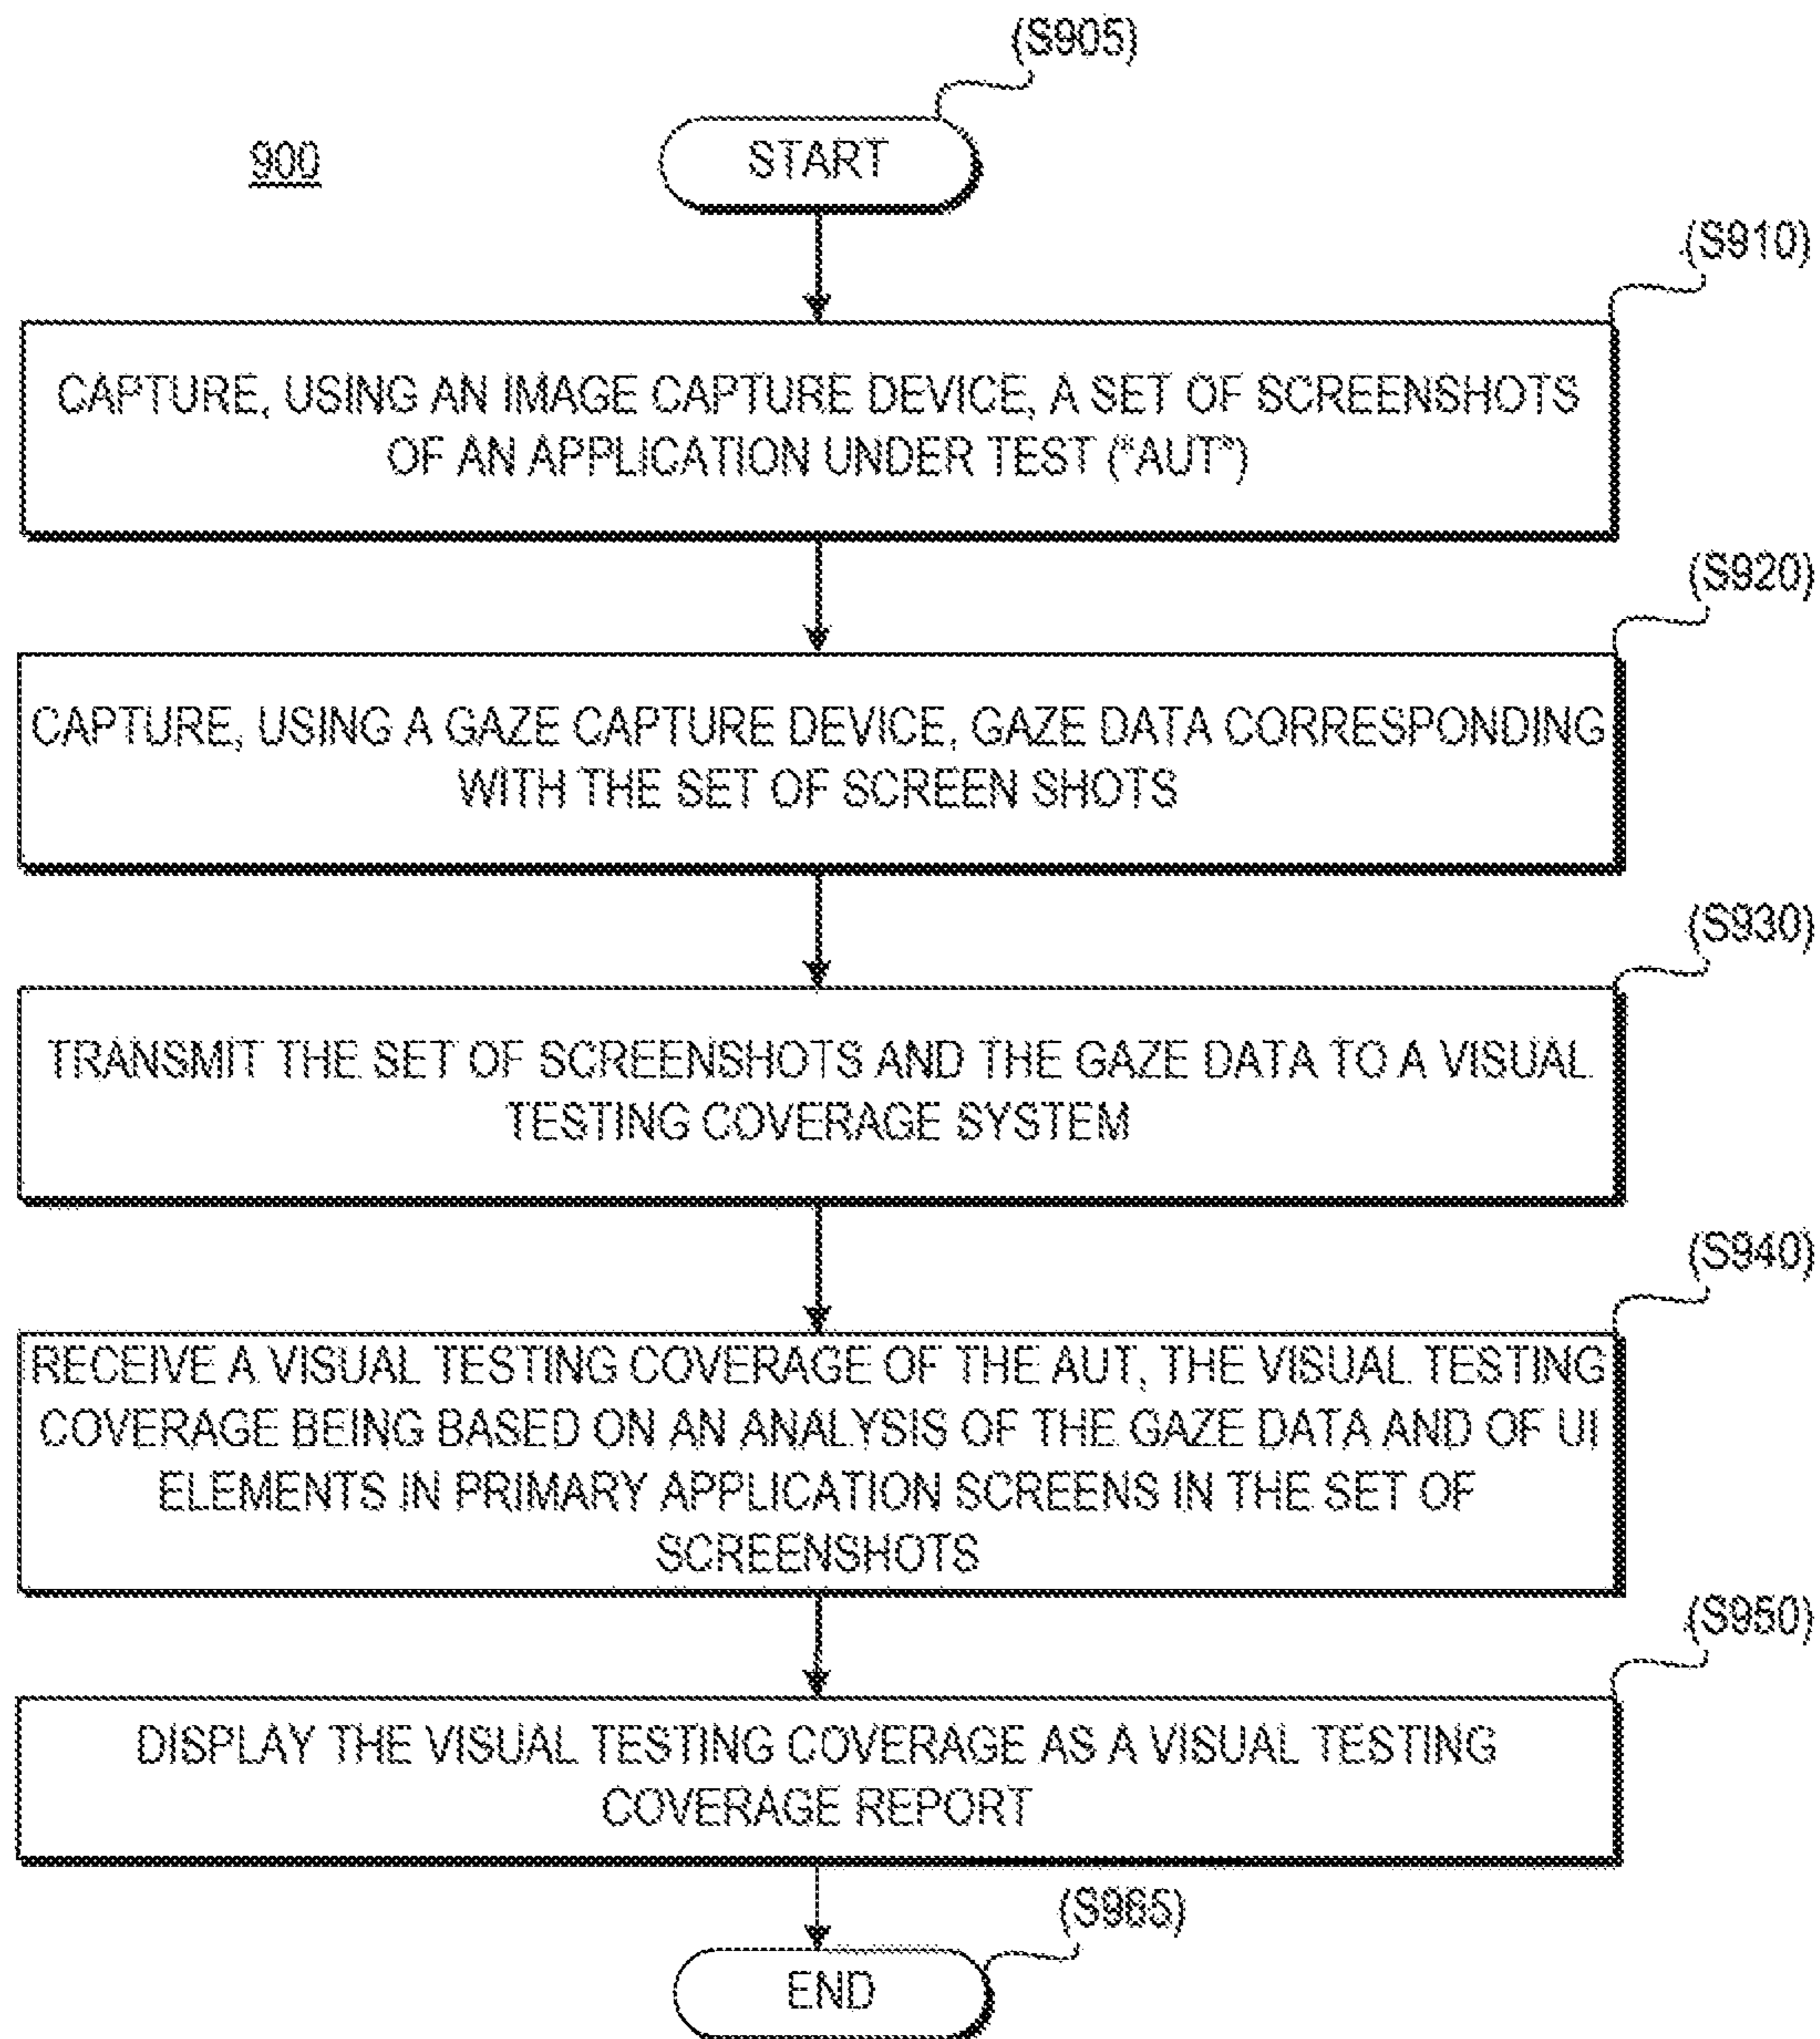 (S905)
900
START
(S910)
CAPTURE, USING AN IMAGE CAPTURE DEVICE, A SET OF SCREENSHOTS
OF AN APPLICATION UNDER TEST ("AUT")
(S920)
CAPTURE, USING A GAZE CAPTURE DEVICE, GAZE DATA CORRESPONDING
WITH THE SET OF SCREEN SHOTS
(S930)
TRANSMIT THE SET OF SCREENSHOTS AND THE GAZE DATA TO A VISUAL
TESTING COVERAGE SYSTEM
(S940)
RECEIVE A VISUAL TESTING COVERAGE OF THE AUT, THE VISUAL TESTING
COVERAGE BEING BASED ON AN ANALYSIS OF THE GAZE DATA AND OF UI
ELEMENTS IN PRIMARY APPLICATION SCREENS IN THE SET OF
SCREENSHOTS
(S950)
DISPLAY THE VISUAL TESTING COVERAGE AS A VISUAL TESTING
COVERAGE REPORT
(S965)
END